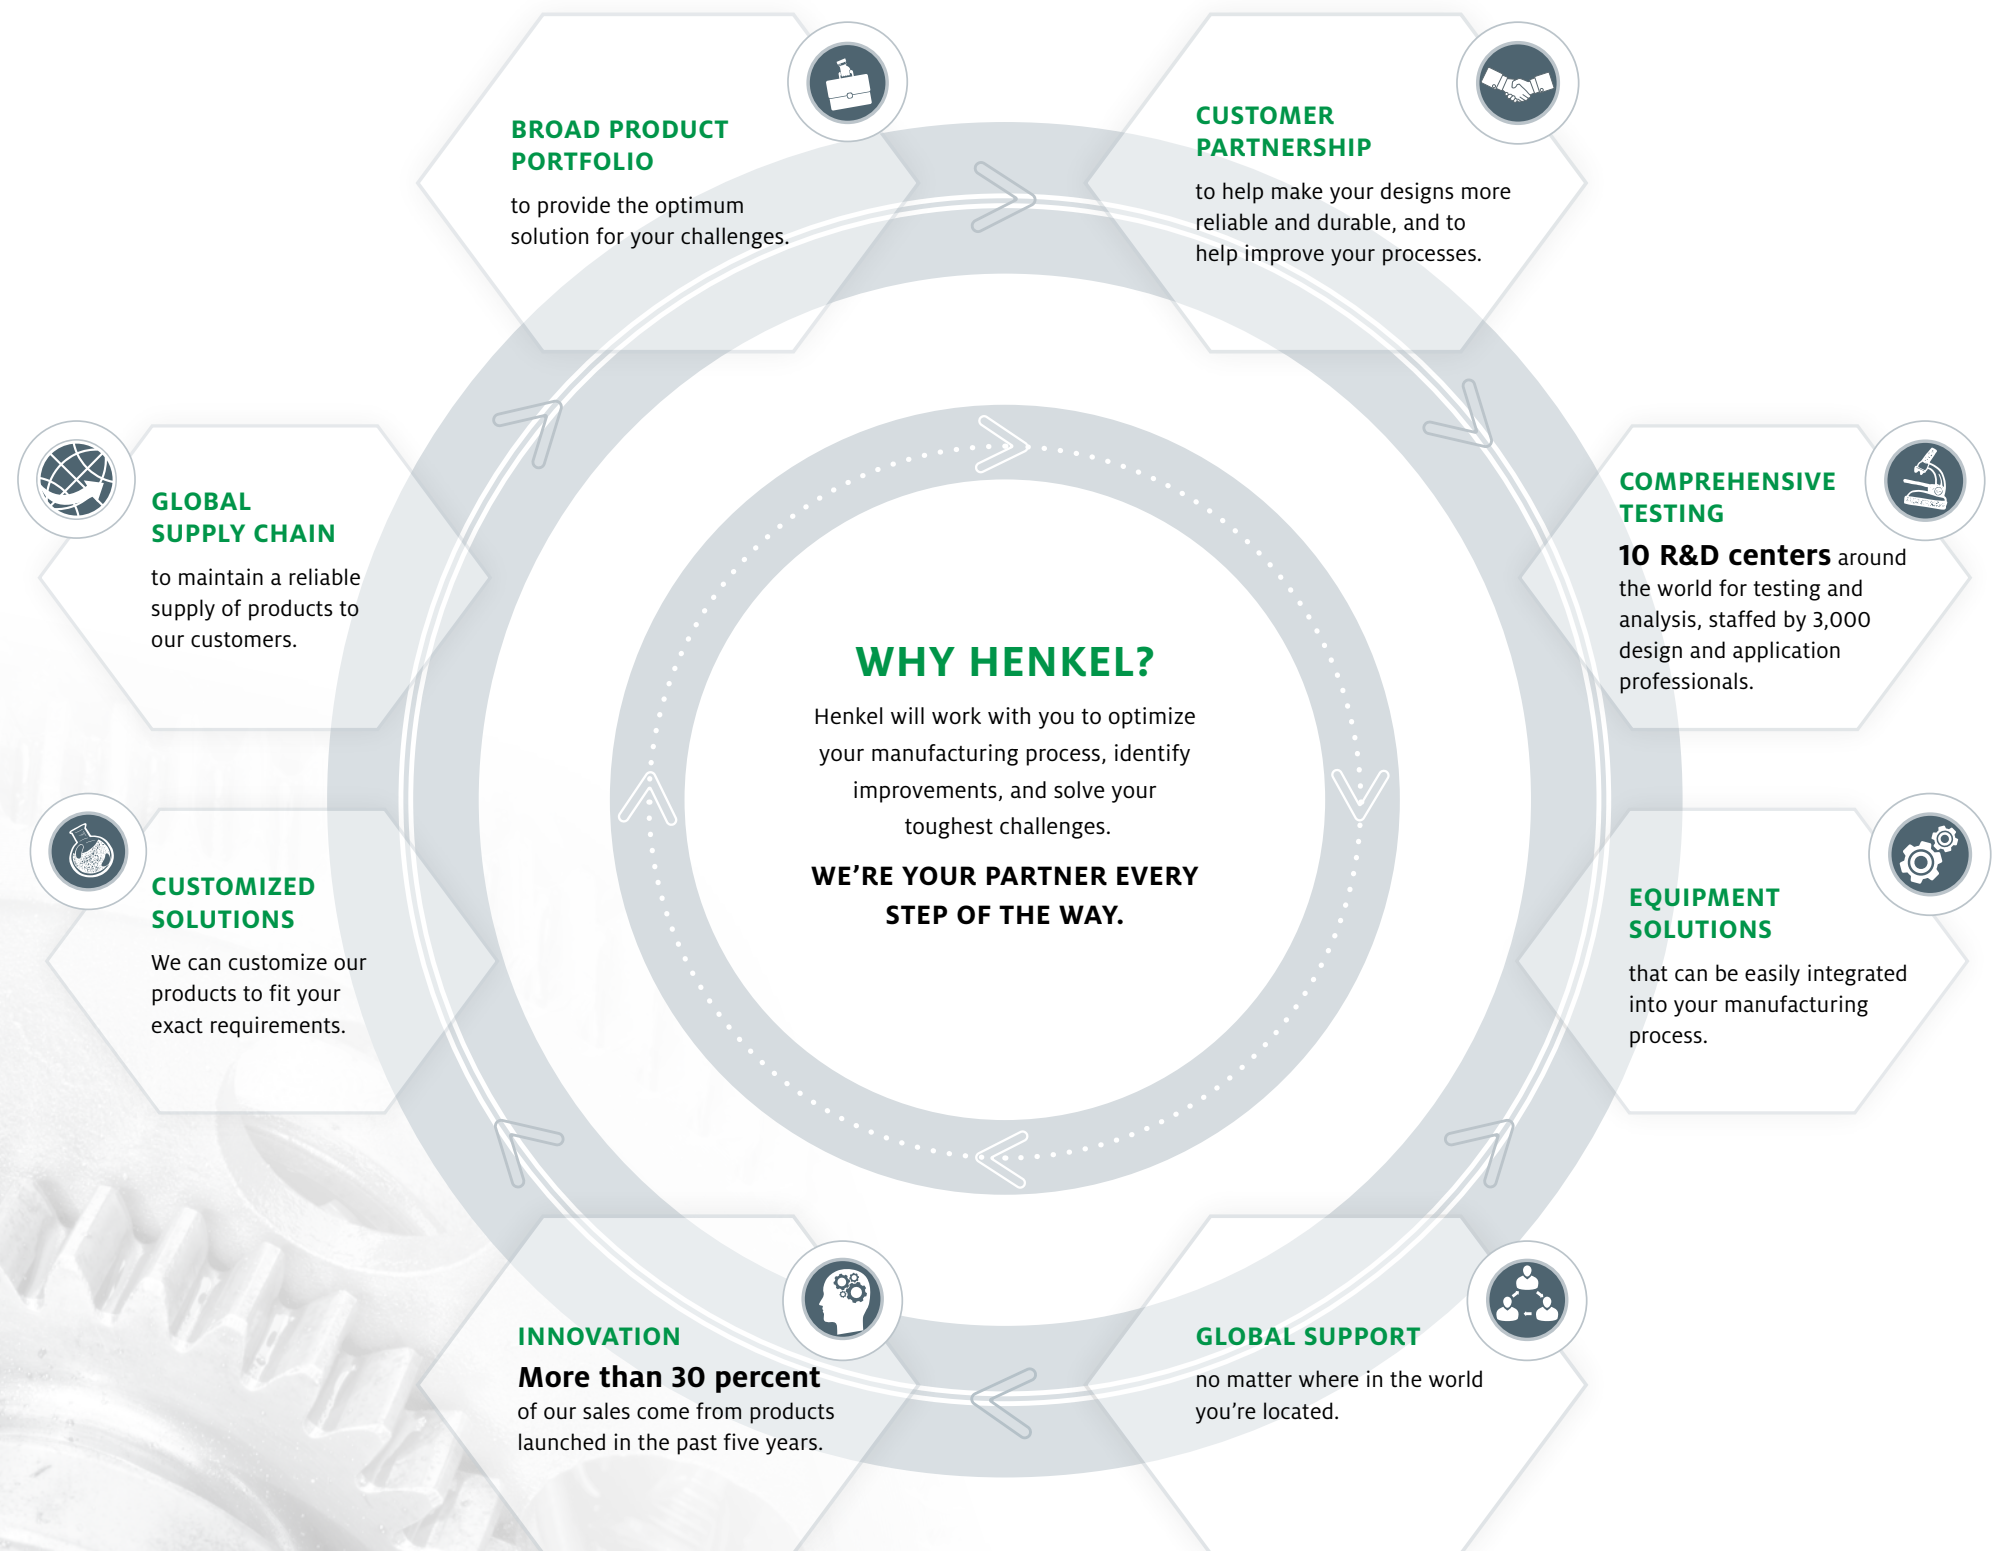 BROAD PRODUCT
PORTFOLIO
to provide the optimum
solution for your challenges.
CUSTOMER
PARTNERSHIP
to help make your designs more
reliable and durable, and to
help improve your processes.
GLOBAL
SUPPLY CHAIN
to maintain a reliable
supply of products to
our customers.
COMPREHENSIVE
TESTING
10 R&D centers around
the world for testing and
analysis, staffed by 3,000
design and application
professionals.
WHY HENKEL?
Henkel will work with you to optimize
your manufacturing process, identify
improvements, and solve your
toughest challenges.
WE’RE YOUR PARTNER EVERY
STEP OF THE WAY.
CUSTOMIZED
SOLUTIONS
We can customize our
products to fit your
exact requirements.
EQUIPMENT
SOLUTIONS
that can be easily integrated
into your manufacturing
process.
INNOVATION
More than 30 percent
of our sales come from products
launched in the past five years.
GLOBAL SUPPORT
no matter where in the world
you’re located.